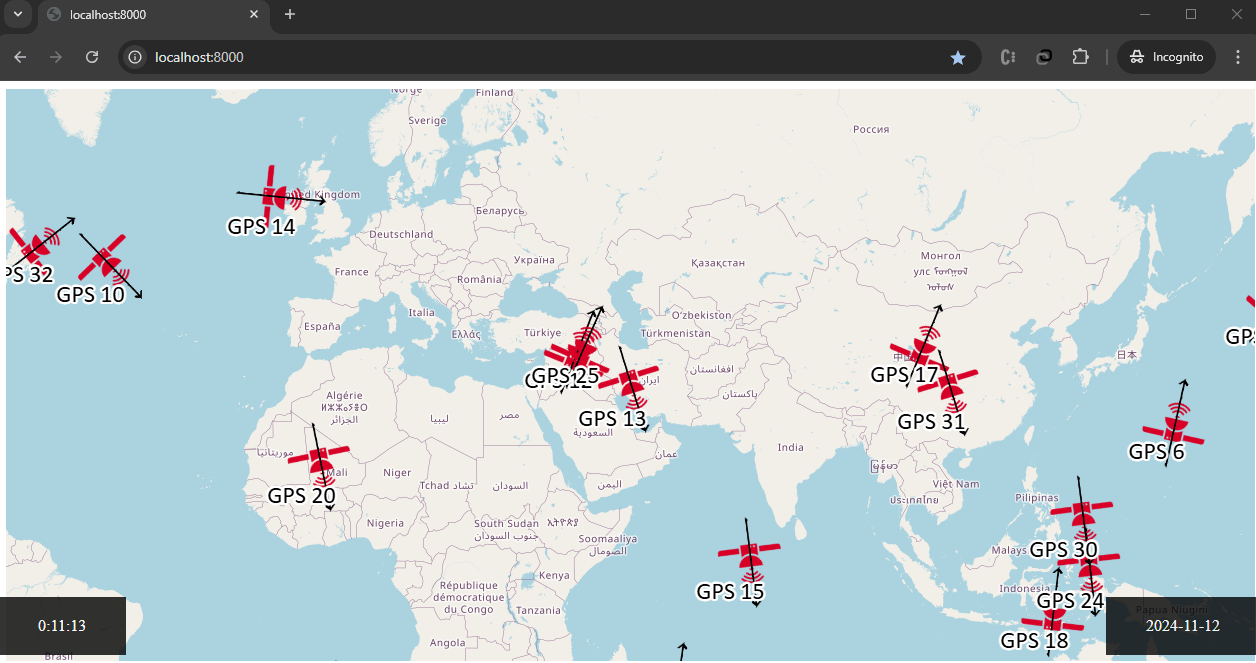 localhost:8000
localhost:8000
Incognito
Norge
Finland
Sverige
Россия
United Kingdom
GPS 14
Беларусь
Deutschland
PS 32
GPS 10
France
Україна
România
Қазақстан
Монгол
улс
Italia
España
Ελλάς
Türkiye
O'zbekiston
Türkmenistan
GPS 25
GPS 13
ایران
افغانستان
پاکستان
GPS 17
中国
日本
GPS
GPS 31
Algérie
ⵍⵣⵣⴰⵢⴻⵔ
الجزائر
ليبيا
مصر
السعودية
عمان
India
GPS 6
موريتانيا
Mali
Niger
Tchad تشاد
السودان
اليمن
GPS 20
Việt Nam
ประเทศไทย
Pilipinas
Nigeria
South Sudan
جنوب السودان
ኢትዮጵያ
Soomaaliya
الصومال
Malays
GPS 30
Kenya
GPS 15
République
démocratique
du Congo
Tanzania
Indonesia
GPS 24
Papua Niugini
GPS 18
Angola
Brasil
0:11:13
2024-11-12